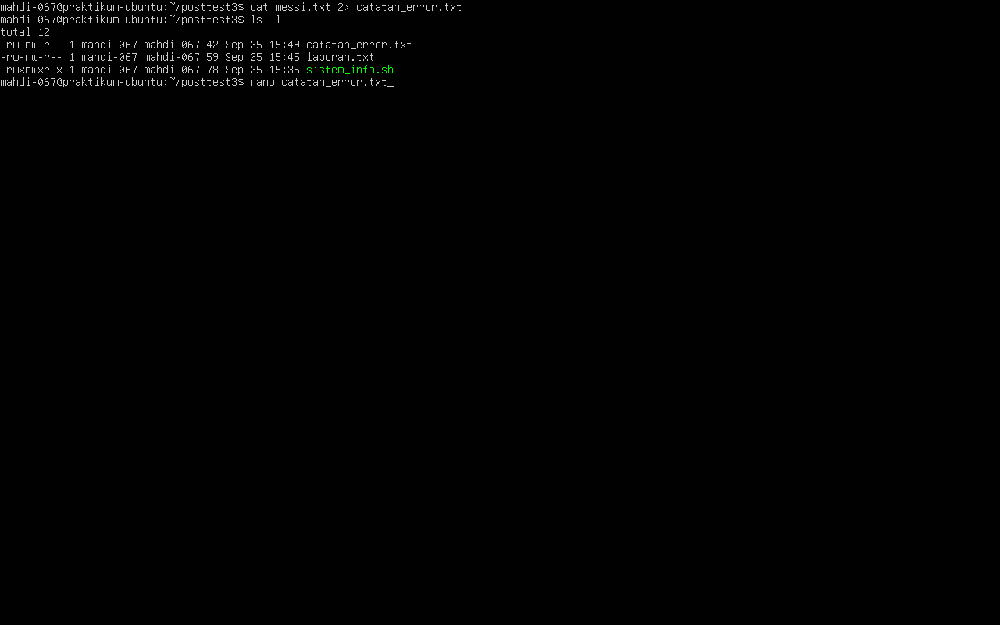 mahdi-067@praktikum-ubuntu:~/posttest3$ cat messi.txt 2> catatan_error.txt
mahdi-067@praktikum-ubuntu:~/posttest3$ ls -l
total 12
-rw-rw-r-- 1 mahdi-067 mahdi-067 42 Sep 25 15:49 catatan_error.txt
-rw-rw-r-- 1 mahdi-067 mahdi-067 59 Sep 25 15:45 laporan.txt
-rwxrwxr-x 1 mahdi-067 mahdi-067 78 Sep 25 15:35 sistem_info.sh
mahdi-067@praktikum-ubuntu:~/posttest3$ nano catatan_error.txt_